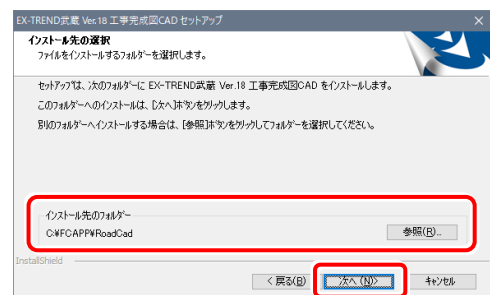 EX-TREND武蔵 Ver.18 工事完成図CAD セットアップ
インストール先の選択
ファイルをインストールするフォルダーを選択します。
セットアップは、次のフォルダーに EX-TREND武蔵 Ver.18 工事完成図CAD をインストールします。
このフォルダーへのインストールは、[次へ]ボタンをクリックします。
別のフォルダーへインストールする場合は、[参照]ボタンをクリックしてフォルダーを選択してください。
インストール先のフォルダー
C:¥FCAPP¥RoadCad
参照(R)...
InstallShield
< 戻る(B)
次へ (N)>
キャンセル